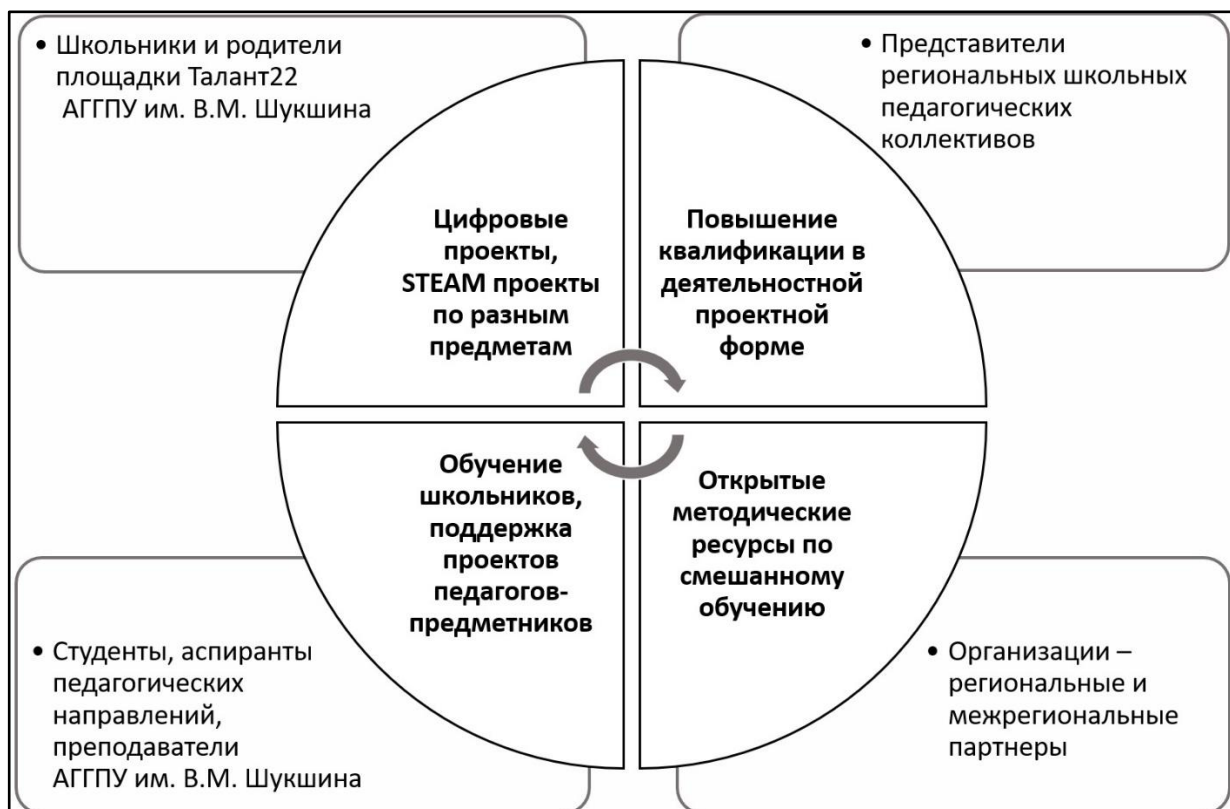 • Школьники и родители
площадки Талант22
АГГПУ им. В.М. Шукшина
• Представители
региональных школьных
педагогических
коллективов
Цифровые
проекты,
STEAM проекты
по разным
предметам
Повышение
квалификации в
деятельностной
проектной
форме
Обучение
школьников,
поддержка
проектов
педагогов-
предметников
Открытые
методические
ресурсы по
смешанному
обучению
• Студенты, аспиранты
педагогических
направлений,
преподаватели
АГГПУ им. В.М. Шукшина
• Организации –
региональные и
межрегиональные
партнеры